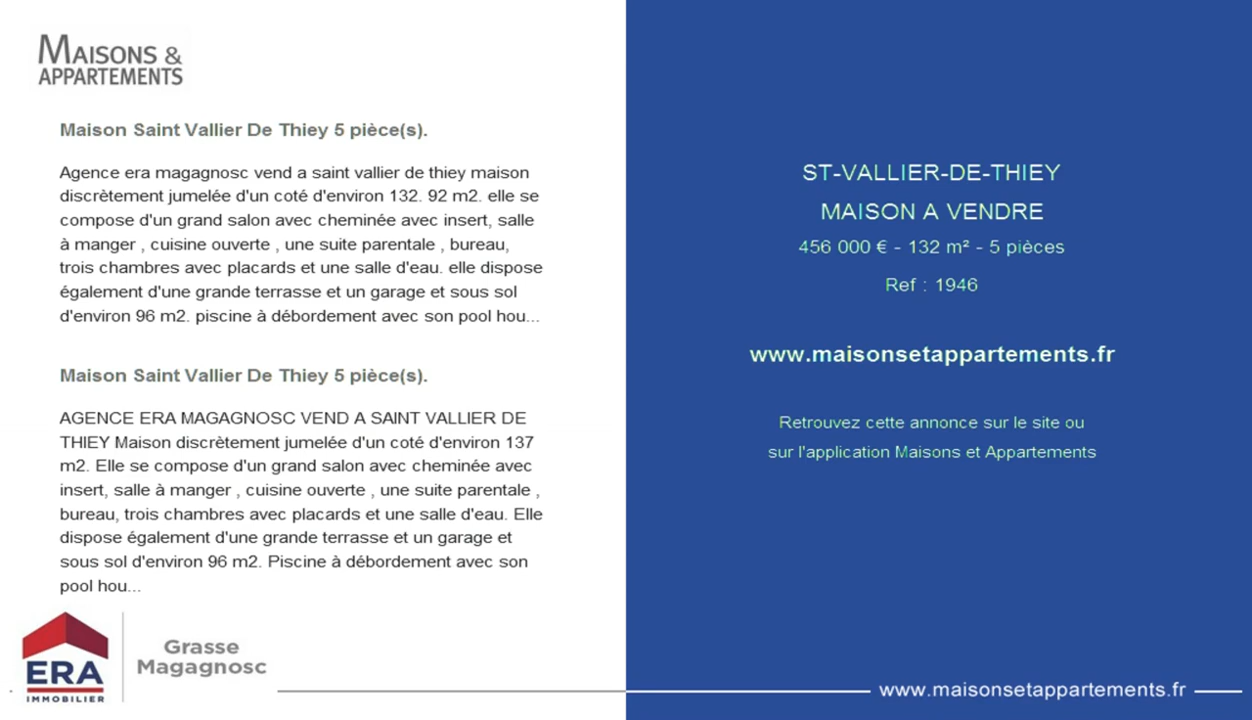 MAISONS &
APPARTEMENTS
Maison Saint Vallier De Thiey 5 pièce(s).
Agence era magagnosc vend a saint vallier de thiey maison
discrètement jumelée d'un coté d'environ 132. 92 m2. elle se
compose d'un grand salon avec cheminée avec insert, salle
à manger , cuisine ouverte , une suite parentale , bureau,
trois chambres avec placards et une salle d'eau. elle dispose
également d'une grande terrasse et un garage et sous sol
d'environ 96 m2. piscine à débordement avec son pool hou...
Maison Saint Vallier De Thiey 5 pièce(s).
AGENCE ERA MAGAGNOSC VEND A SAINT VALLIER DE
THIEY Maison discrètement jumelée d'un coté d'environ 137
m2. Elle se compose d'un grand salon avec cheminée avec
insert, salle à manger , cuisine ouverte , une suite parentale ,
bureau, trois chambres avec placards et une salle d'eau. Elle
dispose également d'une grande terrasse et un garage et
sous sol d'environ 96 m2. Piscine à débordement avec son
pool hou...
ERA
IMMOBILIER
Grasse
Magagnosc
ST-VALLIER-DE-THIEY
MAISON A VENDRE
456 000 € - 132 m² - 5 pièces
Ref : 1946
www.maisonsetappartements.fr
Retrouvez cette annonce sur le site ou
sur l'application Maisons et Appartements
www.maisonsetappartements.fr